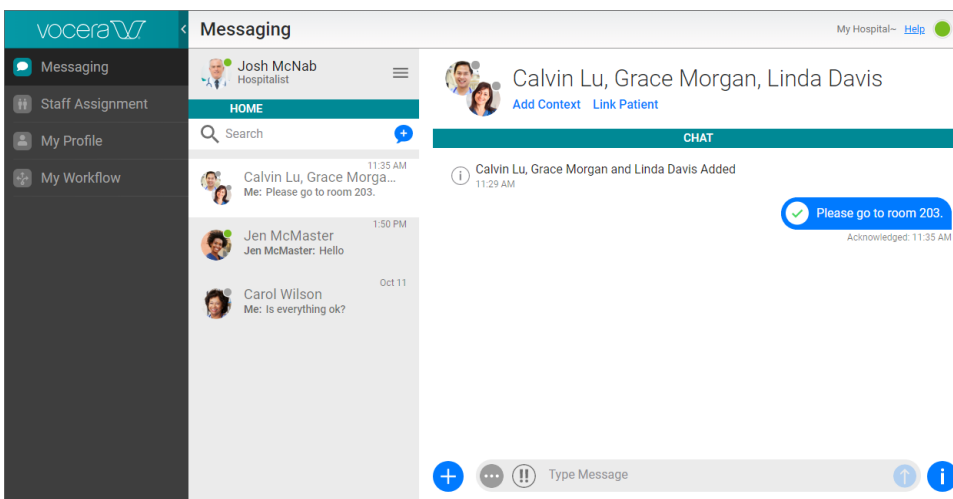 vocera
Messaging
My Hospital~ Help
Messaging
Staff Assignment
My Profile
My Workflow
Josh McNab
Hospitalist
HOME
Search
11:35 AM
Calvin Lu, Grace Morga...
Me: Please go to room 203.
1:50 PM
Jen McMaster
Jen McMaster: Hello
Oct 11
Carol Wilson
Me: Is everything ok?
Calvin Lu, Grace Morgan, Linda Davis
Add Context Link Patient
CHAT
Calvin Lu, Grace Morgan and Linda Davis Added
11:29 AM
Please go to room 203.
Acknowledged: 11:35 AM
Type Message